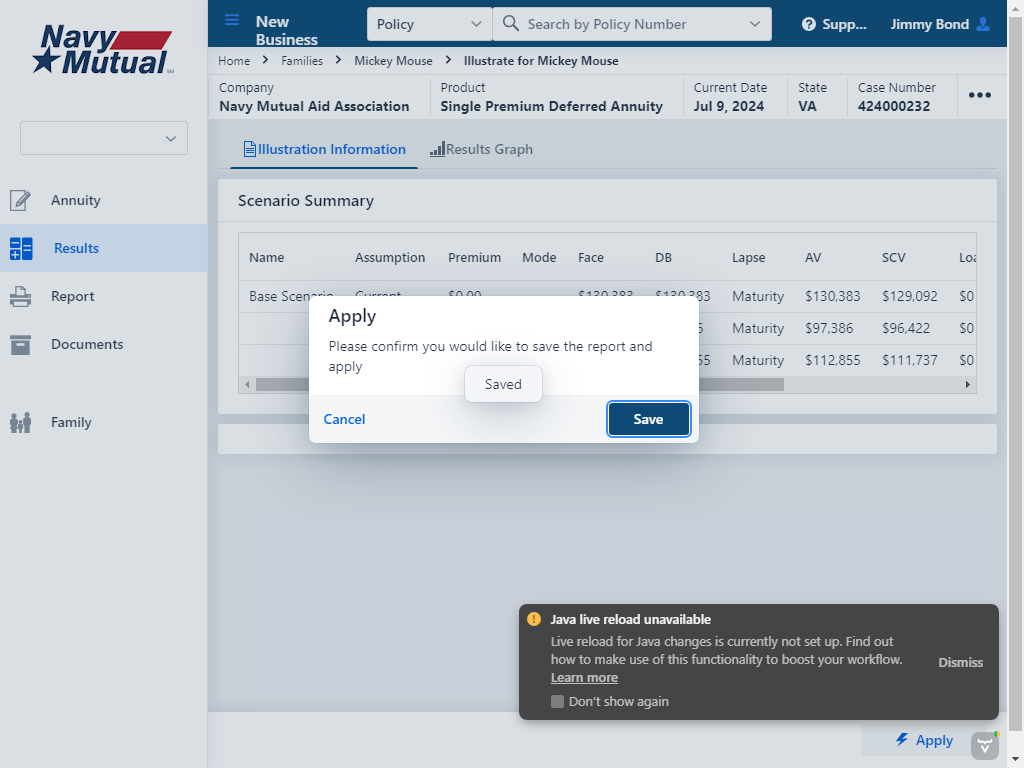 Navy
Mutual
New
Business
Policy
Search by Policy Number
Supp...
Jimmy Bond
Home > Families > Mickey Mouse > Illustrate for Mickey Mouse
Company
Navy Mutual Aid Association
Product
Single Premium Deferred Annuity
Current Date
Jul 9, 2024
State
VA
Case Number
424000232
Annuity
Results
Report
Documents
Family
Illustration Information
Results Graph
Scenario Summary
Name Assumption Premium Mode Face DB Lapse AV SCV
Base Scenario Current $0.00 $130,383 $130,383 Maturity $130,383 $129,092 $0
Maturity $97,386 $96,422 $0
Maturity $112,855 $111,737 $0
Apply
Please confirm you would like to save the report and
apply
Saved
Cancel
Save
Java live reload unavailable
Live reload for Java changes is currently not set up. Find out
how to make use of this functionality to boost your workflow.
Learn more
Dismiss
Don't show again
Apply